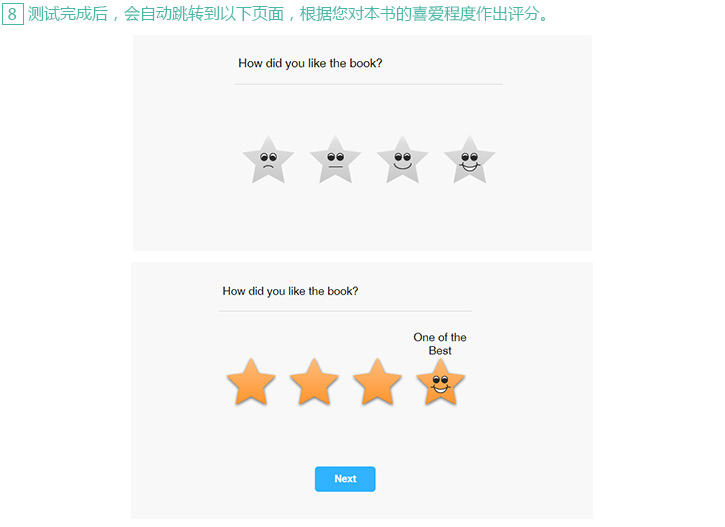 8 测试完成后，会自动跳转到以下页面，根据您对本书的喜爱程度作出评分。
How did you like the book?
How did you like the book?
One of the
Best
Next